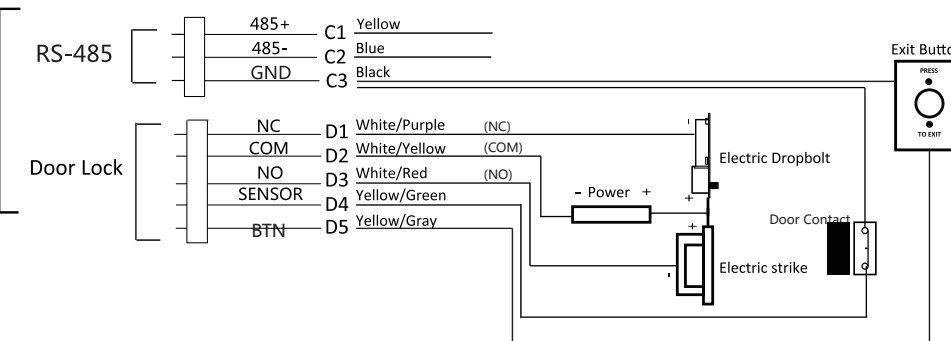 RS-485
485+ C1 Yellow
485- C2 Blue
GND C3 Black
Exit Butto
PRESS
TO EXIT
Door Lock
NC D1 White/Purple (NC)
COM D2 White/Yellow (COM)
NO D3 White/Red (NO)
SENSOR D4 Yellow/Green
BTN D5 Yellow/Gray
Electric Dropbolt
- Power +
+
Door Contact
+
Electric strike